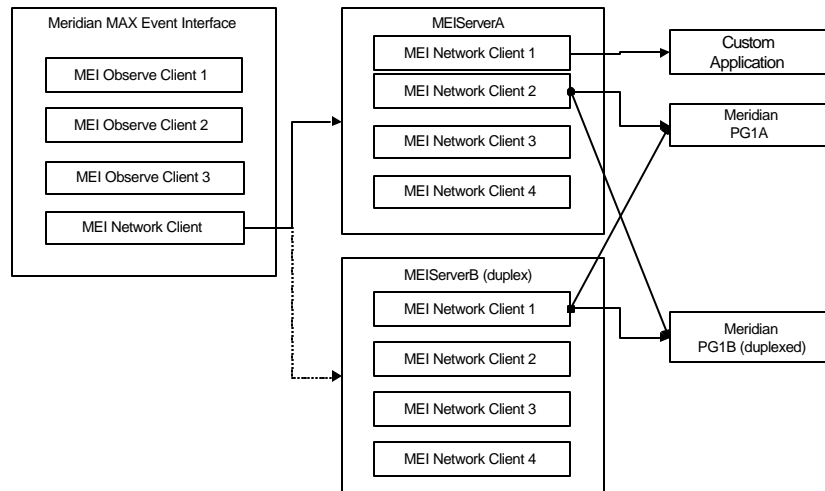 Meridian MAX Event Interface
MEI Observe Client 1
MEI Observe Client 2
MEI Observe Client 3
MEI Network Client
MEIServerA
MEI Network Client 1
MEI Network Client 2
MEI Network Client 3
MEI Network Client 4
MEIServerB (duplex)
MEI Network Client 1
MEI Network Client 2
MEI Network Client 3
MEI Network Client 4
Custom
Application
Meridian
PG1A
Meridian
PG1B (duplexed)